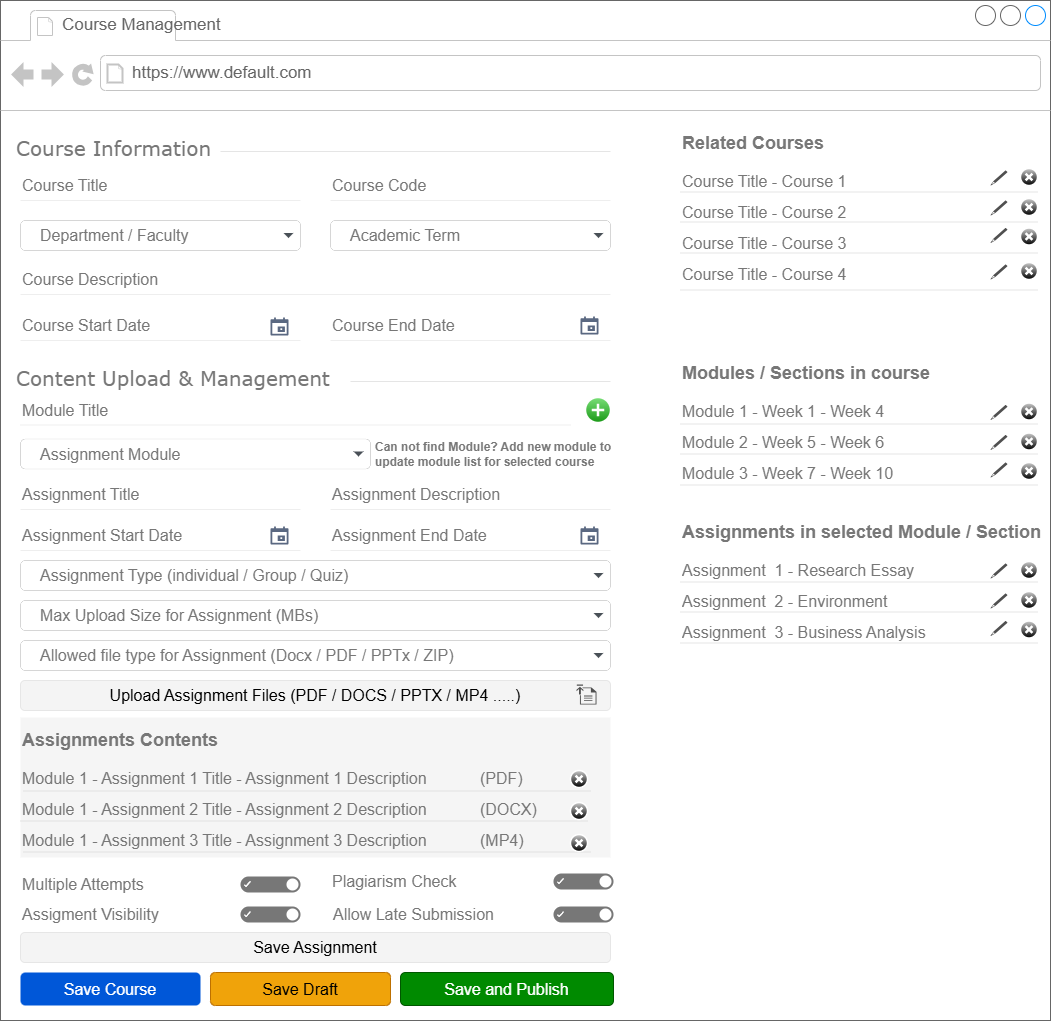 Course Management
https://www.default.com
Course Information
Course Title
Course Code
Department / Faculty
Academic Term
Course Description
Course Start Date
Course End Date
Content Upload & Management
Module Title
Assignment Module
Can not find Module? Add new module to
update module list for selected course
Assignment Title
Assignment Description
Assignment Start Date
Assignment End Date
Assignment Type (individual / Group / Quiz)
Max Upload Size for Assignment (MBs)
Allowed file type for Assignment (Docx / PDF / PPTx / ZIP)
Upload Assignment Files (PDF / DOCS / PPTX / MP4 .....)
Assignments Contents
Module 1 - Assignment 1 Title - Assignment 1 Description (PDF)
Module 1 - Assignment 2 Title - Assignment 2 Description (DOCX)
Module 1 - Assignment 3 Title - Assignment 3 Description (MP4)
Multiple Attempts
Plagiarism Check
Assigment Visibility
Allow Late Submission
Save Assignment
Save Course
Save Draft
Save and Publish
Related Courses
Course Title - Course 1
Course Title - Course 2
Course Title - Course 3
Course Title - Course 4
Modules / Sections in course
Module 1 - Week 1 - Week 4
Module 2 - Week 5 - Week 6
Module 3 - Week 7 - Week 10
Assignments in selected Module / Section
Assignment  1 - Research Essay
Assignment  2 - Environment
Assignment  3 - Business Analysis